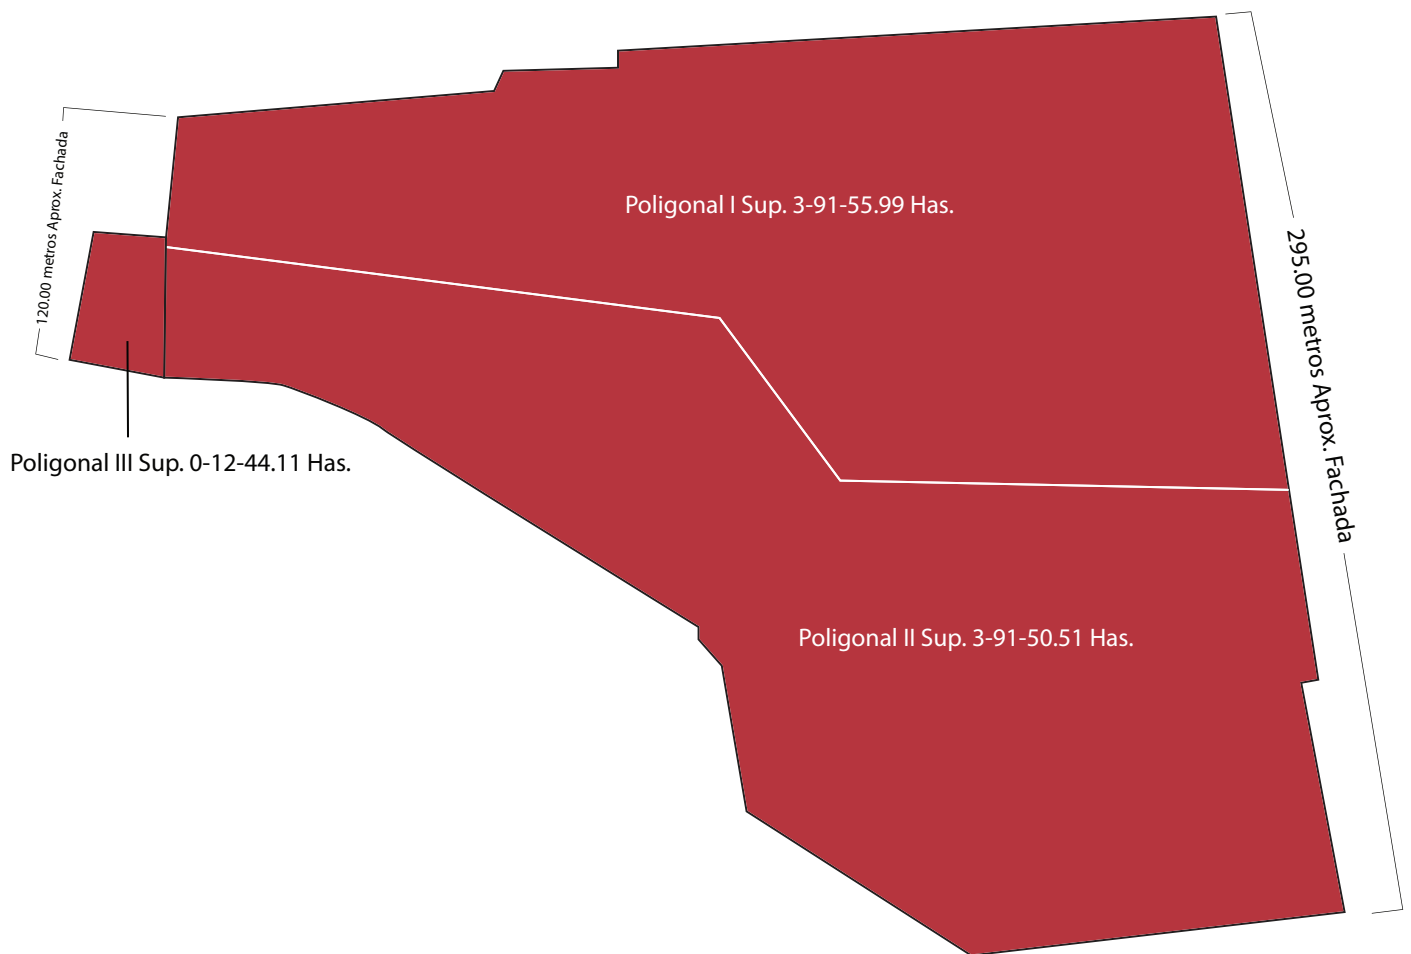 120.00 metros Aprox. Fachada
Poligonal I Sup. 3-91-55.99 Has.
295.00 metros Aprox. Fachada
Poligonal III Sup. 0-12-44.11 Has.
Poligonal II Sup. 3-91-50.51 Has.